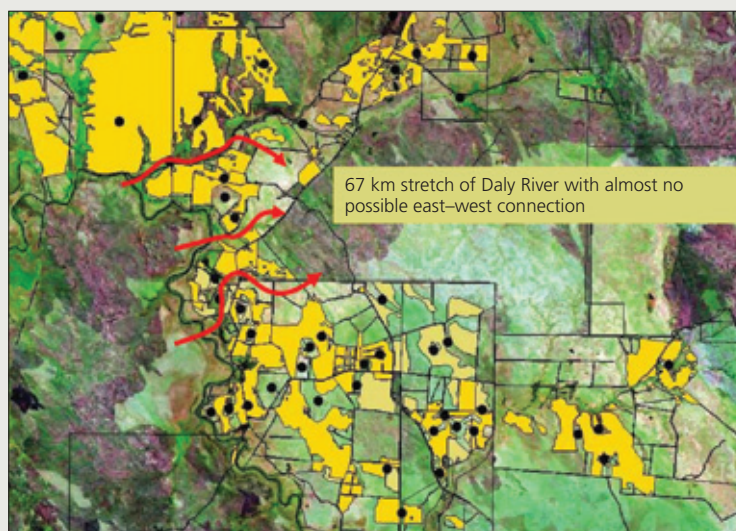 67 km stretch of Daly River with almost no
possible east–west connection